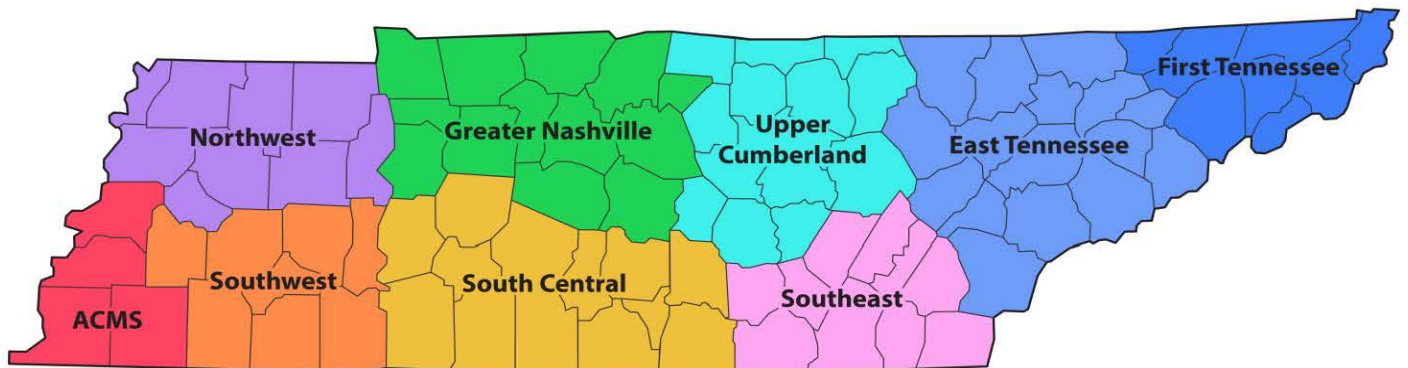 First Tennessee
Northwest
Greater Nashville
Upper
Cumberland
East Tennessee
Southwest
South Central
Southeast
ACMS